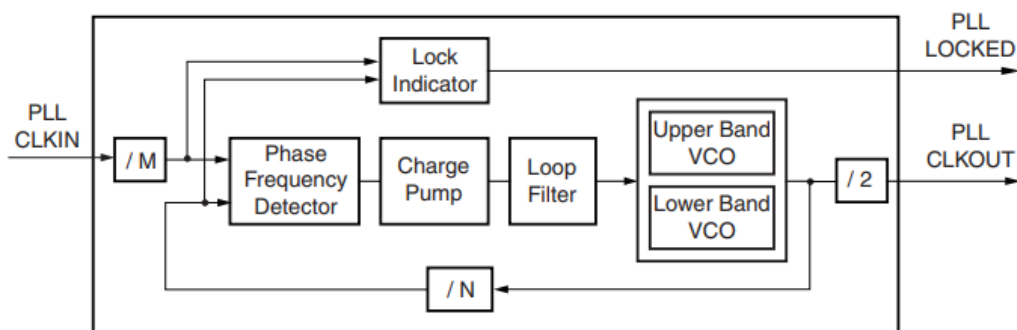 PLL
LOCKED
Lock
Indicator
PLL
CLKIN
/ M
Phase
Frequency
Detector
Charge
Pump
Loop
Filter
Upper Band
VCO
Lower Band
VCO
/ 2
PLL
CLKOUT
/ N